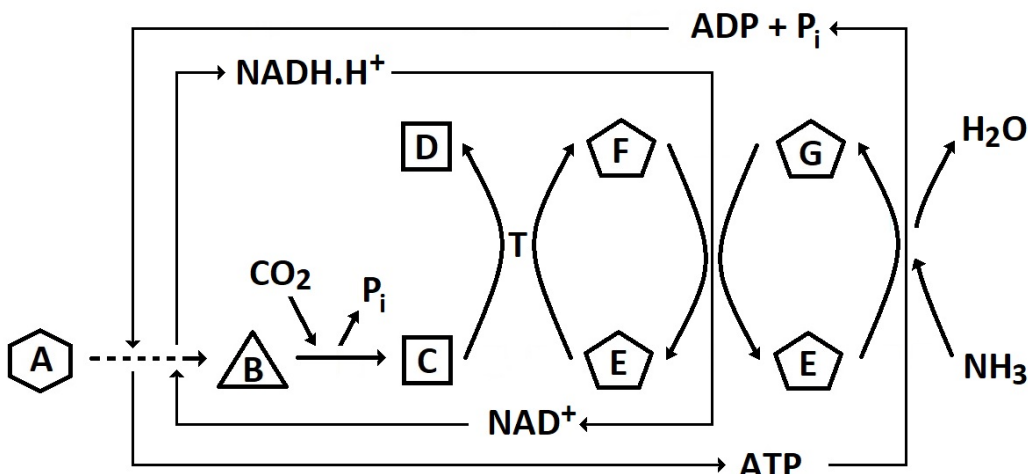 ADP + Pi
NADH.H+
H2O
D
F
G
T
CO2
Pi
A
B
C
E
E
NH3
NAD+
ATP